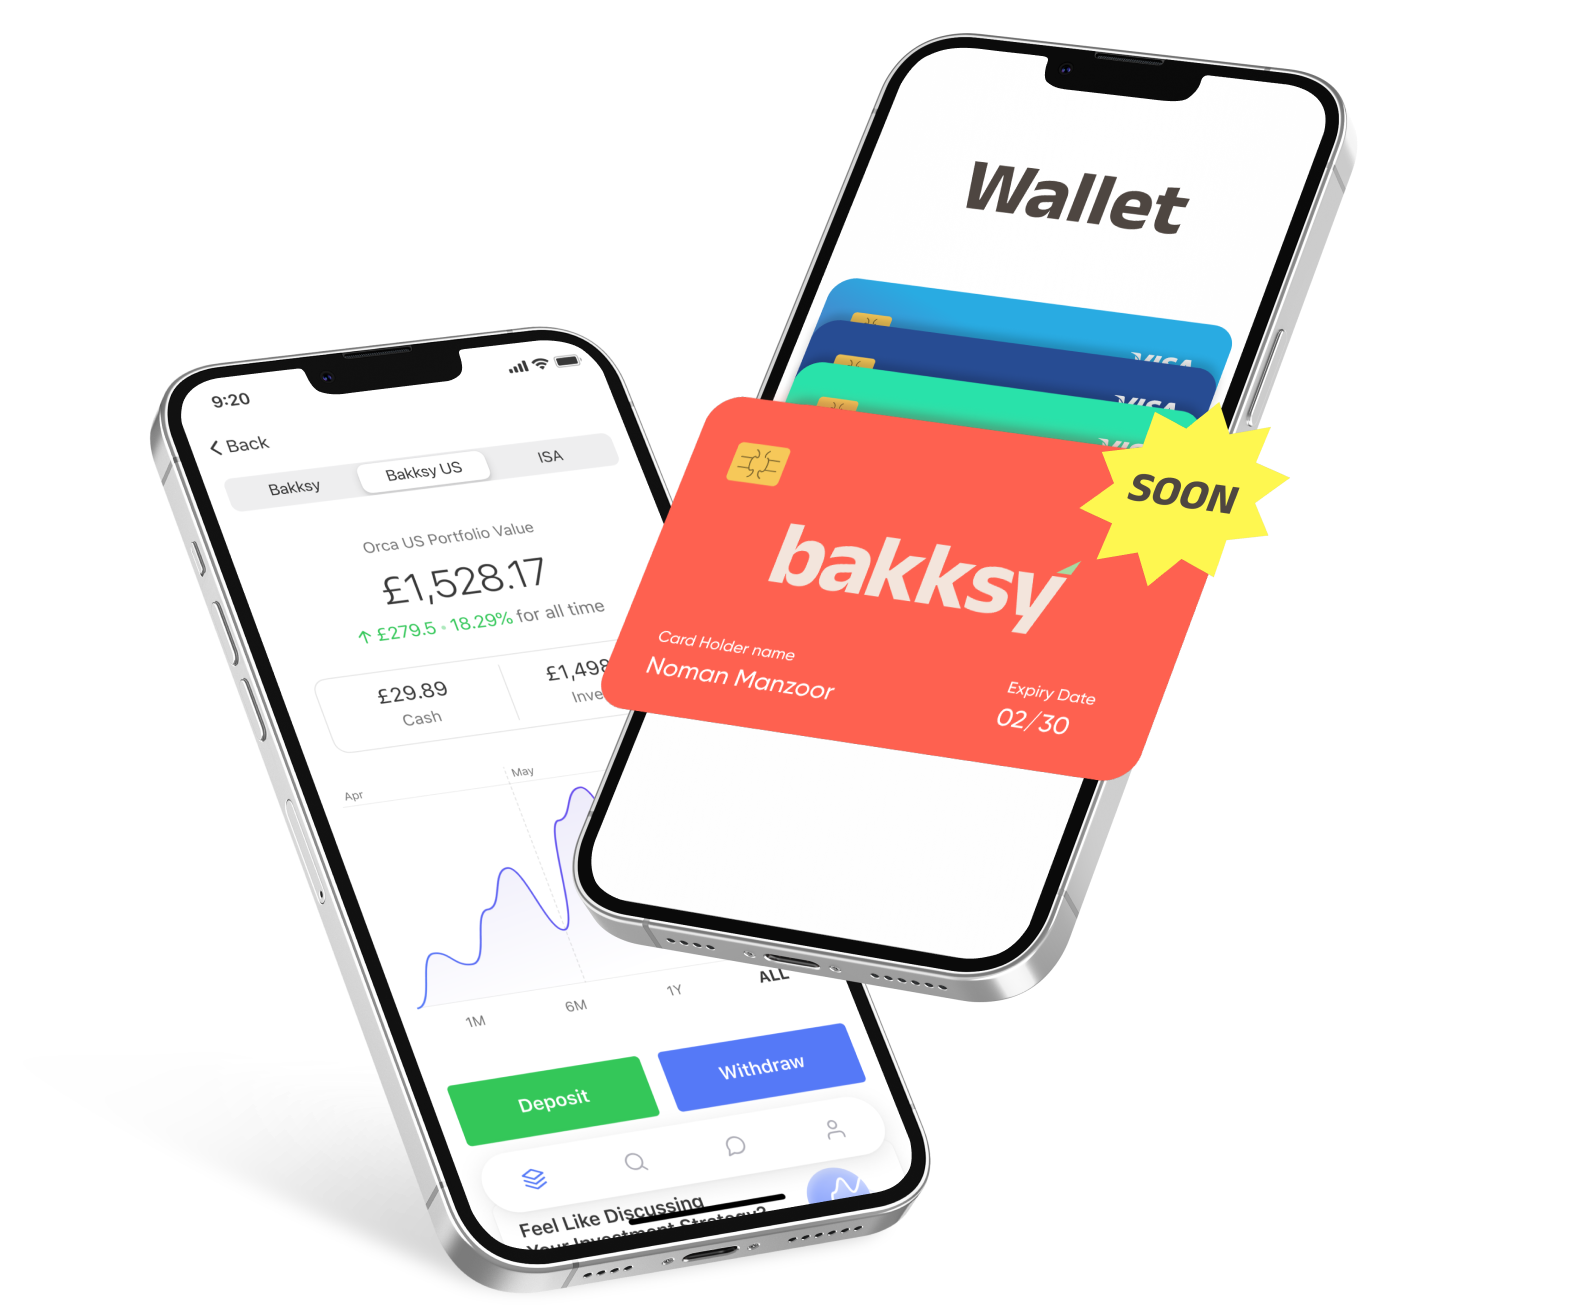 Wallet
VISA
VISA
VISA
SOON
bakksy
Card Holder name
Noman Manzoor
Expiry Date
02/30
9:20
Back
Bakksy
Bakksy US
ISA
Orca US Portfolio Value
£1,528.17
£279.5 18.29% for all time
£29.89
Cash
£1,498
Inve
Apr
May
1M
6M
1Y
ALL
Deposit
Withdraw
Feel Like Discussing
Your Investment Strategy?